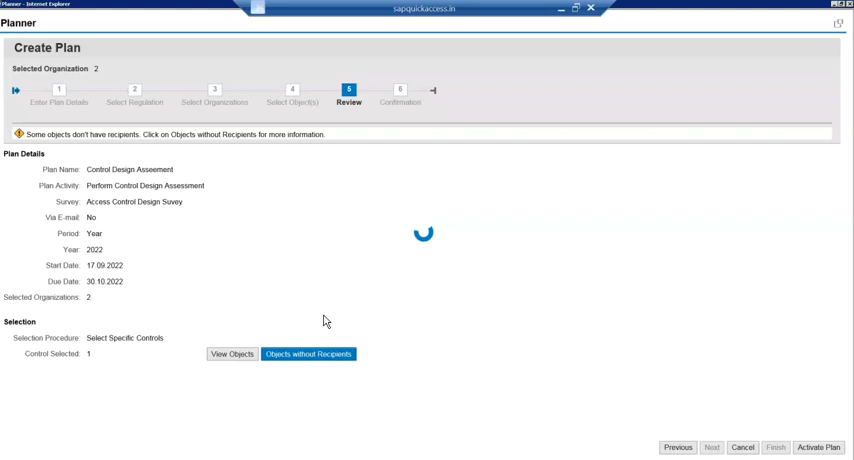 Planner - Internet Explorer
sapquickaccess.in
Planner
Create Plan
Selected Organization 2
1 2 3 4 5 6
Enter Plan Details Select Regulation Select Organizations Select Object(s) Review Confirmation
Some objects don't have recipients. Click on Objects without Recipients for more information.
Plan Details
Plan Name: Control Design Asseement
Plan Activity: Perform Control Design Assessment
Survey: Access Control Design Suvey
Via E-mail: No
Period: Year
Year: 2022
Start Date: 17.09.2022
Due Date: 30.10.2022
Selected Organizations: 2
Selection
Selection Procedure: Select Specific Controls
Control Selected: 1 View Objects Objects without Recipients
Previous Next Cancel Finish Activate Plan